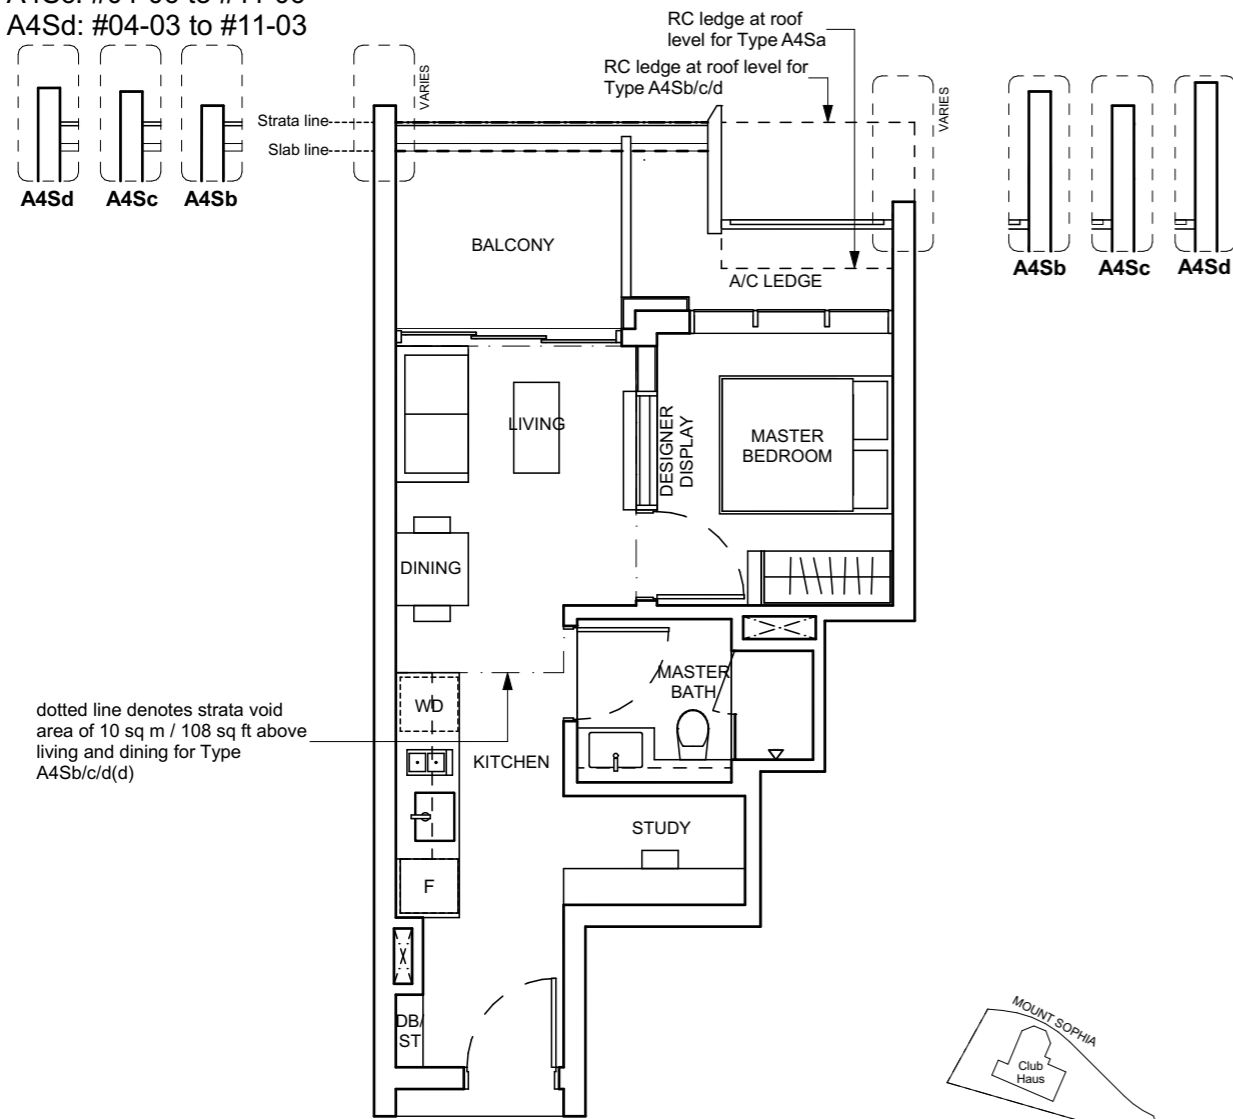 A4Sd: #04-03 to #11-03
RC ledge at roof
level for Type A4Sa
RC ledge at roof level for
Type A4Sb/c/d
VARIES
VARIES
Strata line
Slab line
A4Sd
A4Sc
A4Sb
A4Sb
A4Sc
A4Sd
BALCONY
A/C LEDGE
LIVING
DESIGNER
DISPLAY
MASTER
BEDROOM
DINING
MASTER
BATH
WD
dotted line denotes strata void
area of 10 sq m / 108 sq ft above
living and dining for Type
A4Sb/c/d(d)
KITCHEN
STUDY
F
DB/
ST
MOUNT SOPHIA
Club
Haus